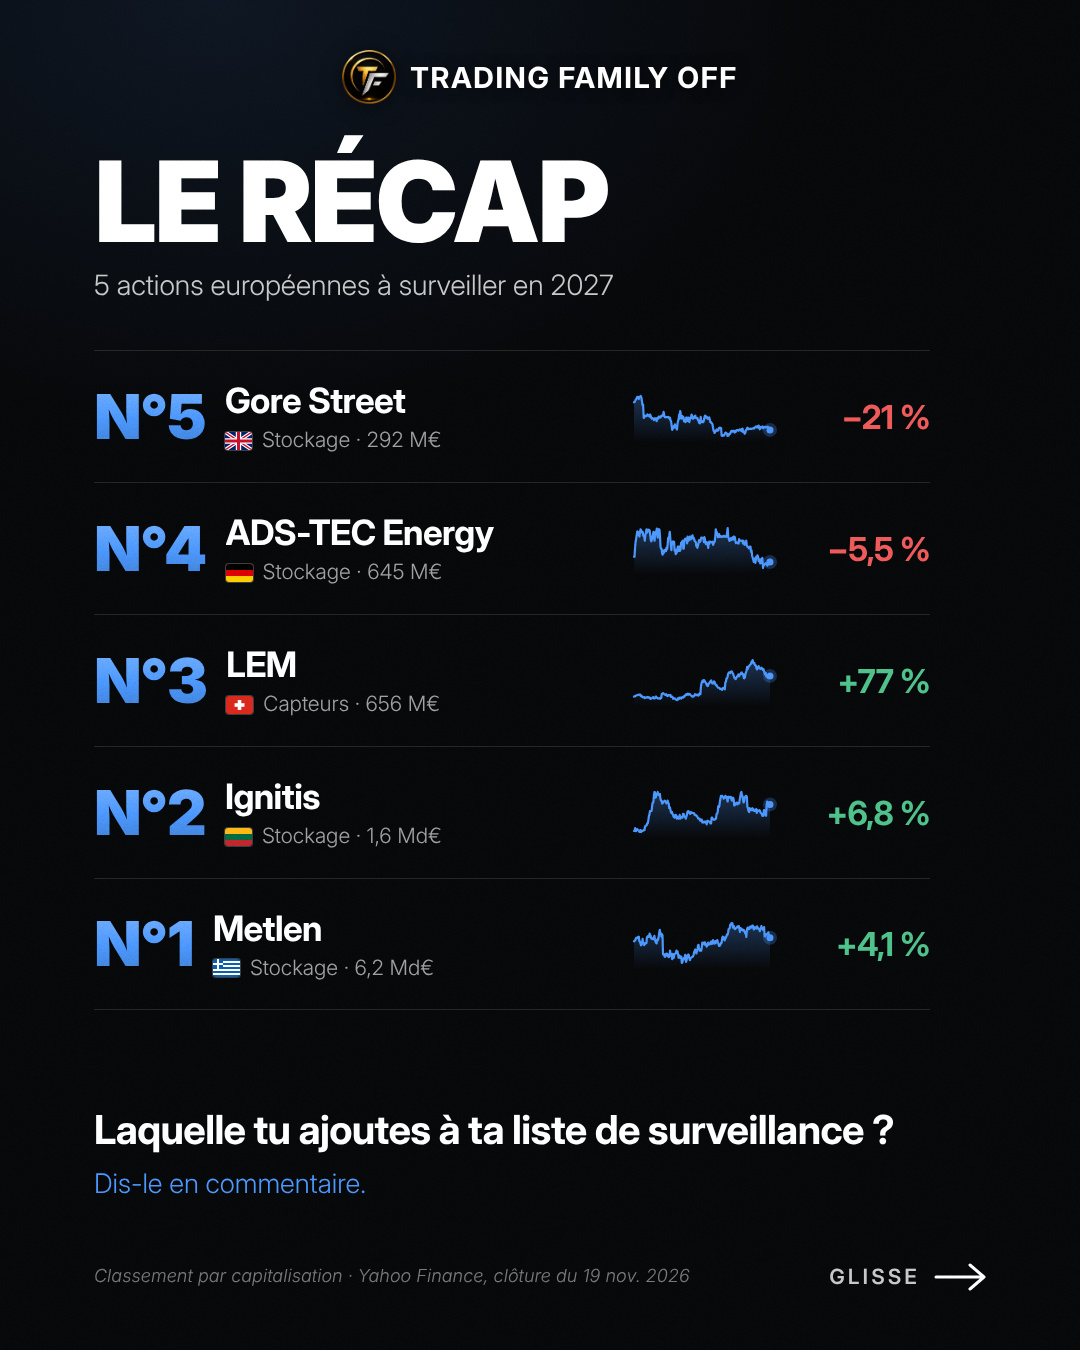 TF TRADING FAMILY OFF
LE RÉCAP
5 actions européennes à surveiller en 2027
N°5 Gore Street
Stockage · 292 M€
−21 %
N°4 ADS-TEC Energy
Stockage · 645 M€
−5,5 %
N°3 LEM
Capteurs · 656 M€
+77 %
N°2 Ignitis
Stockage · 1,6 Md€
+6,8 %
N°1 Metlen
Stockage · 6,2 Md€
+4,1 %
Laquelle tu ajoutes à ta liste de surveillance ?
Dis-le en commentaire.
Classement par capitalisation · Yahoo Finance, clôture du 19 nov. 2026
GLISSE